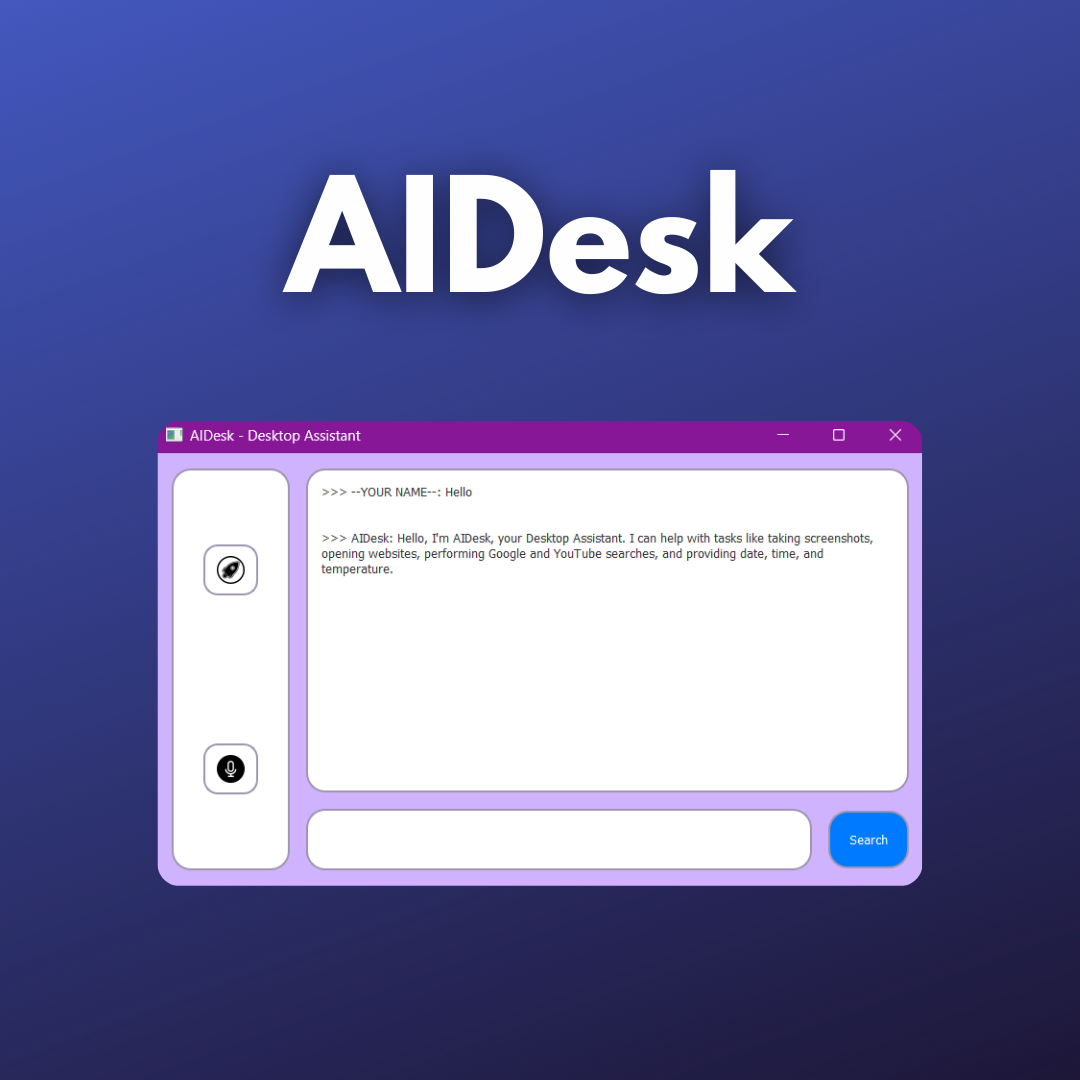 AIDesk
AIDesk - Desktop Assistant
>>> --YOUR NAME--: Hello
>>> AIDesk: Hello, I'm AIDesk, your Desktop Assistant. I can help with tasks like taking screenshots,
opening websites, performing Google and YouTube searches, and providing date, time, and
temperature.
Search